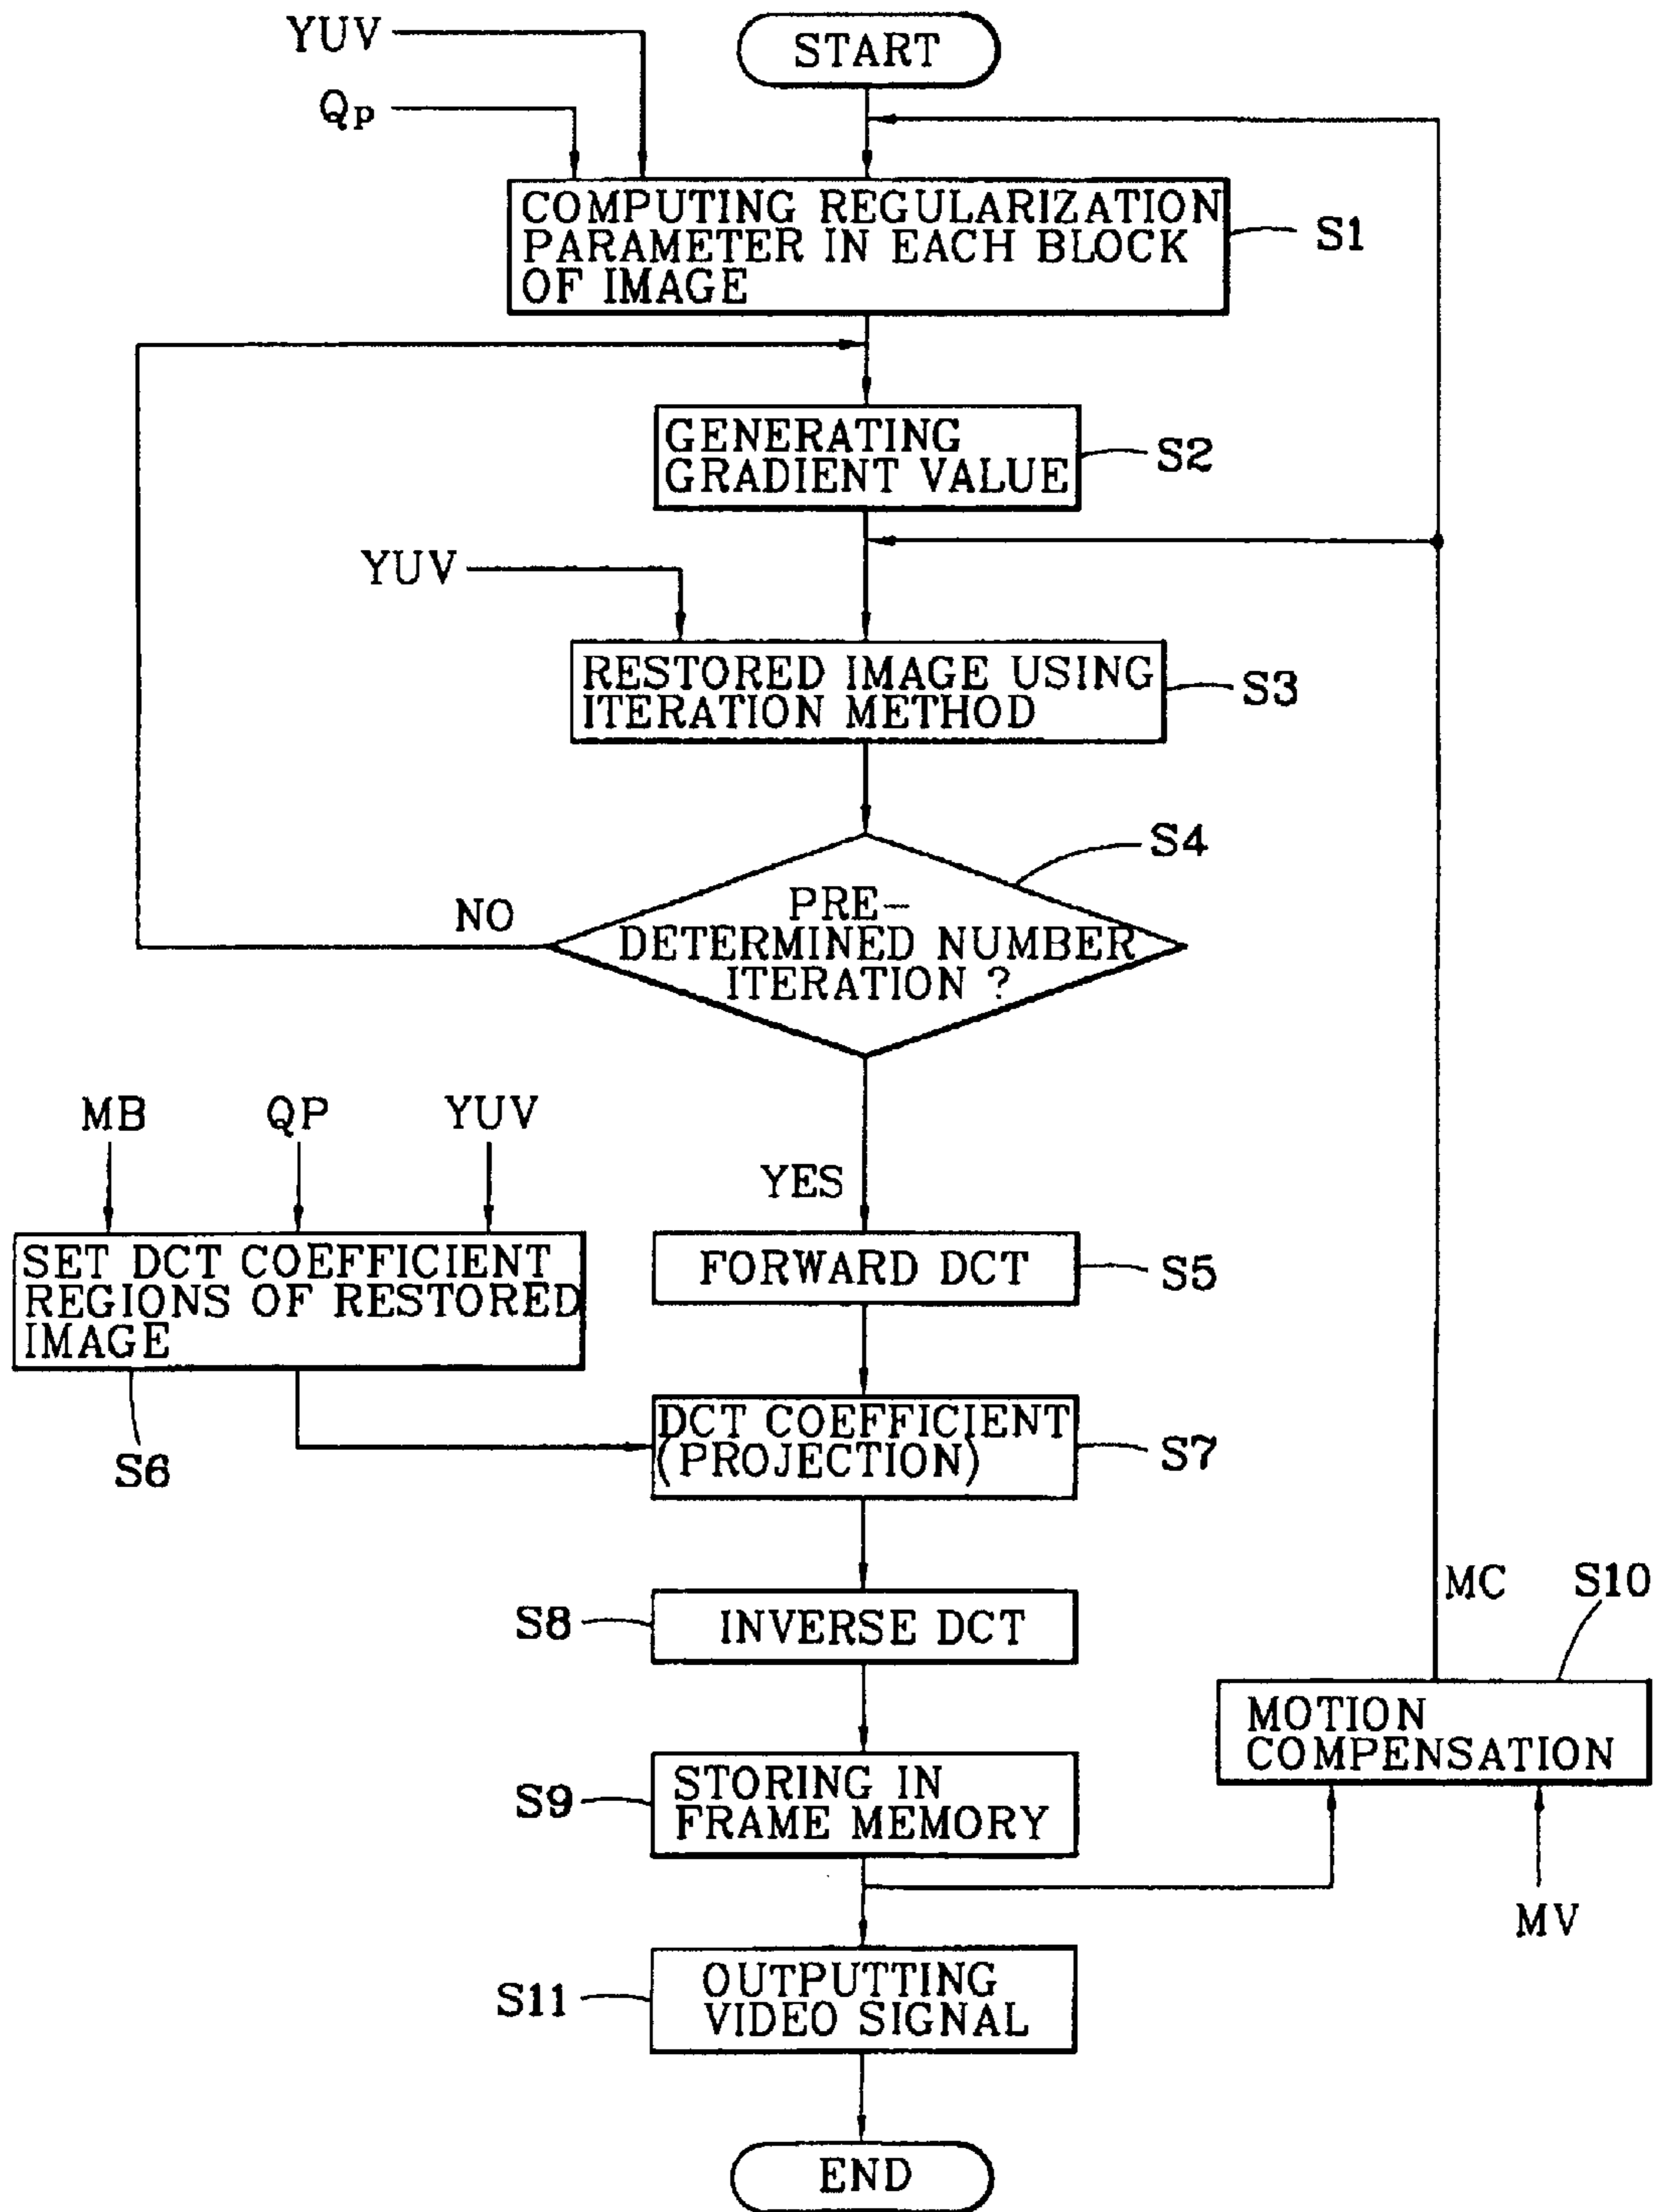 YUV
START
Qp
COMPUTING REGULARIZATION
PARAMETER IN EACH BLOCK
OF IMAGE
S1
GENERATING
GRADIENT VALUE
S2
YUV
RESTORED IMAGE USING
ITERATION METHOD
S3
S4
NO
PRE-
DETERMINED NUMBER
ITERATION ?
MB
QP
YUV
YES
SET DCT COEFFICIENT
REGIONS OF RESTORED
IMAGE
FORWARD DCT
S5
S6
DCT COEFFICIENT
(PROJECTION)
S7
MC
S10
S8
INVERSE DCT
MOTION
COMPENSATION
S9
STORING IN
FRAME MEMORY
MV
S11
OUTPUTTING
VIDEO SIGNAL
END